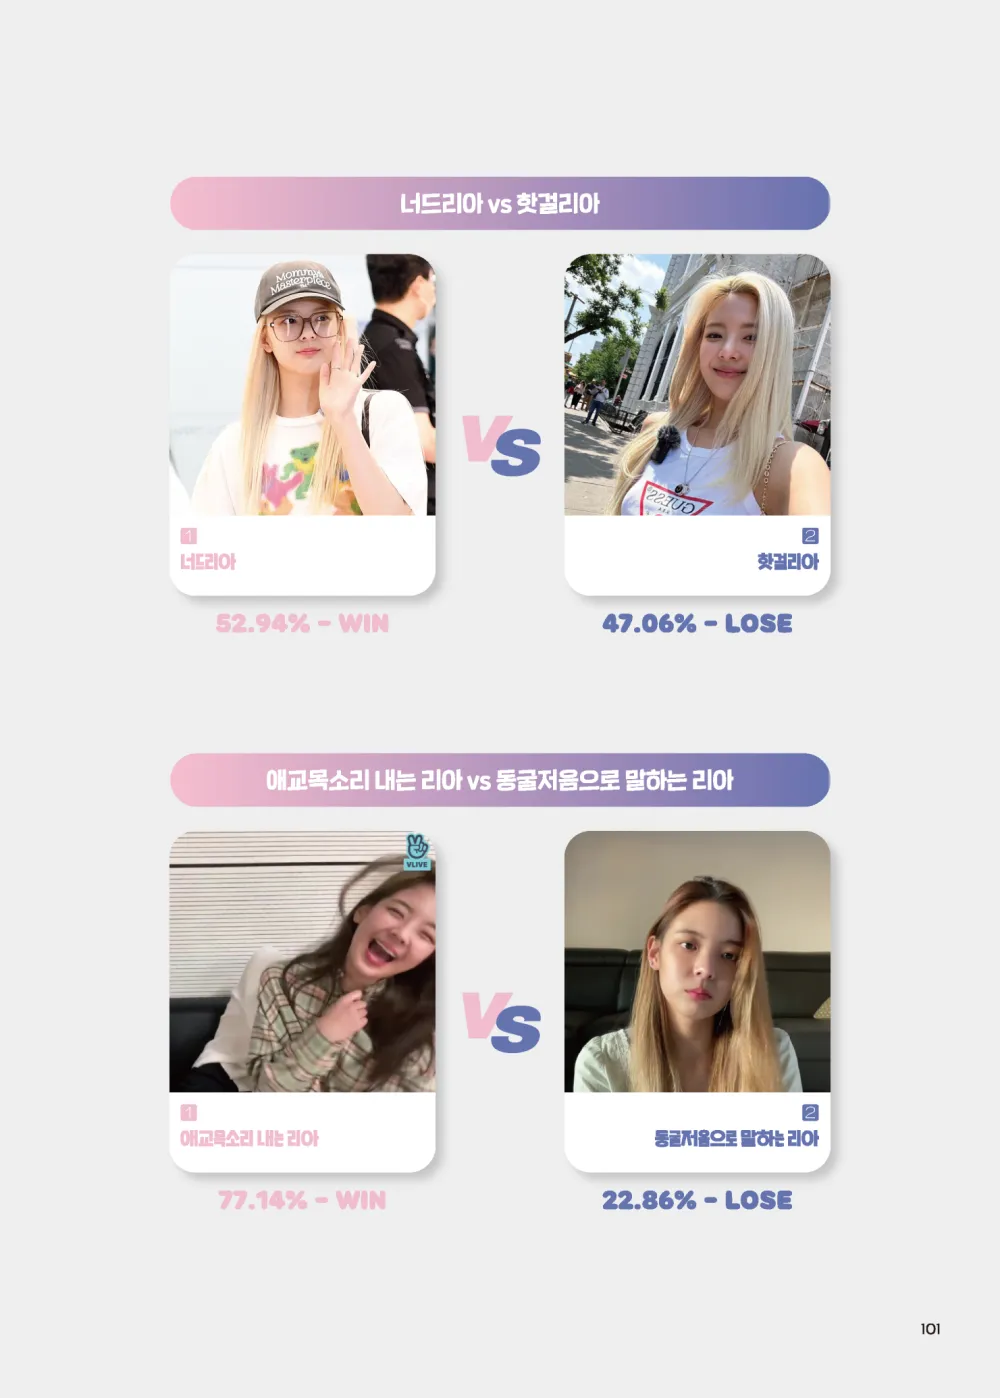 너드리아 vs 핫걸리아
Mommy's
Masterpiece
VS
GUESS
1
너드리아
2
핫걸리아
52.94% - WIN
47.06% - LOSE
애교목소리 내는 리아 vs 동굴저음으로 말하는 리아
VLIVE
VS
1
애교목소리 내는 리아
2
동굴저음으로 말하는 리아
77.14% - WIN
22.86% - LOSE
101